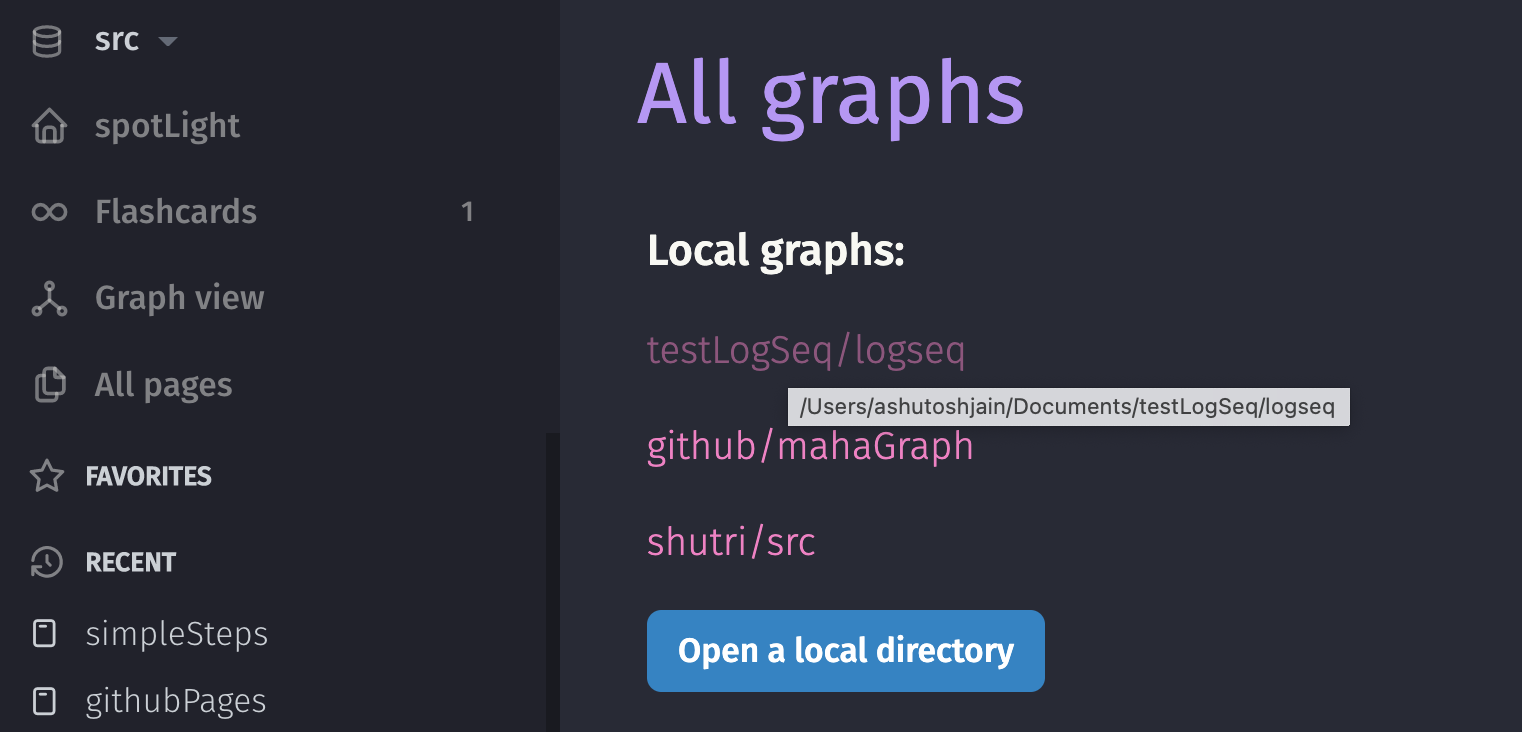 src
spotLight
Flashcards 1
Graph view
All pages
FAVORITES
RECENT
simpleSteps
githubPages
All graphs
Local graphs:
testLogSeq/logseq
/Users/ashutoshjain/Documents/testLogSeq/logseq
github/mahaGraph
shutri/src
Open a local directory